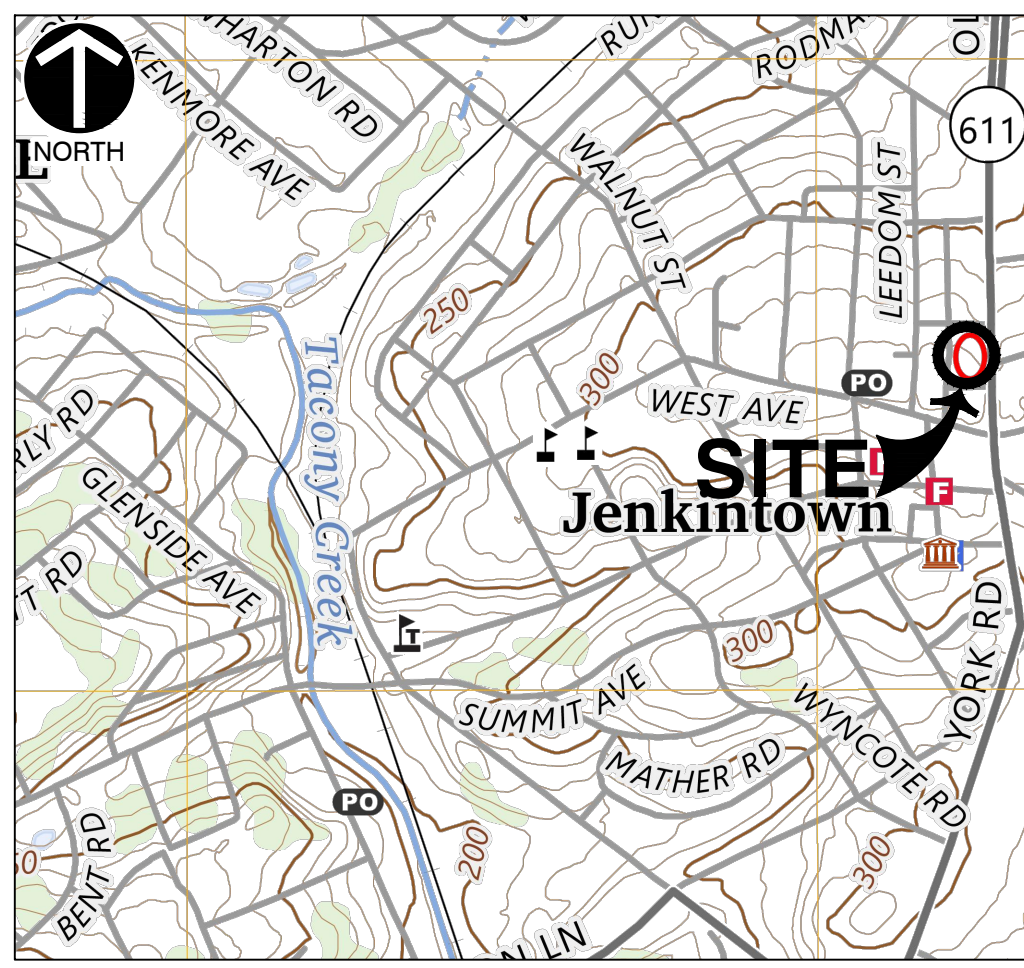 WHARTON RD
KENMORE AVE
RODMA
611
NORTH
L
WALNUT ST
LEEDOM ST
250
300
Tacony Creek
PO
WEST AVE
RLY RD
SITE
Jenkintown
F
GLENSIDE AVE
T RD
T
300
YORK RD
SUMMIT AVE
WYNCOTE RD
MATHER RD
PO
BENT RD
200
300
N LN